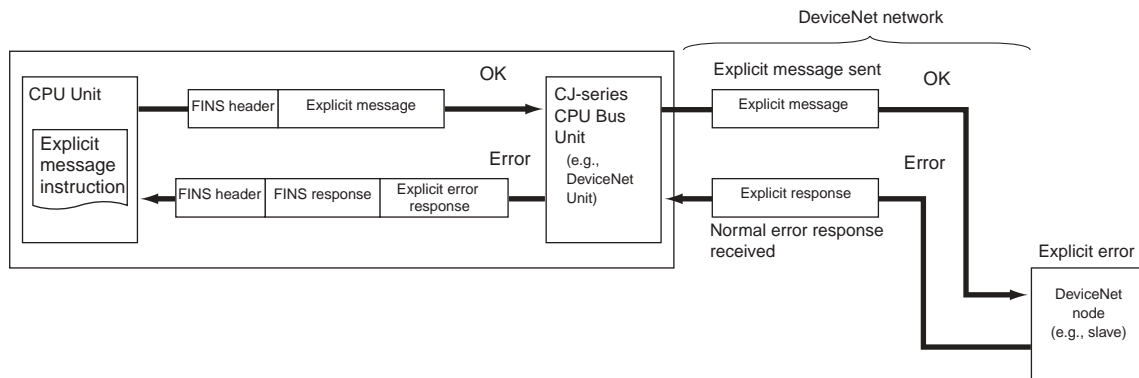 DeviceNet network
OK
Explicit message sent
OK
CPU Unit
FINS header
Explicit message
CJ-series
CPU Bus
Unit
(e.g.,
DeviceNet
Unit)
Explicit message
Explicit
message
instruction
Error
Error
FINS header
FINS response
Explicit error
response
Explicit response
Normal error response
received
Explicit error
DeviceNet
node
(e.g., slave)